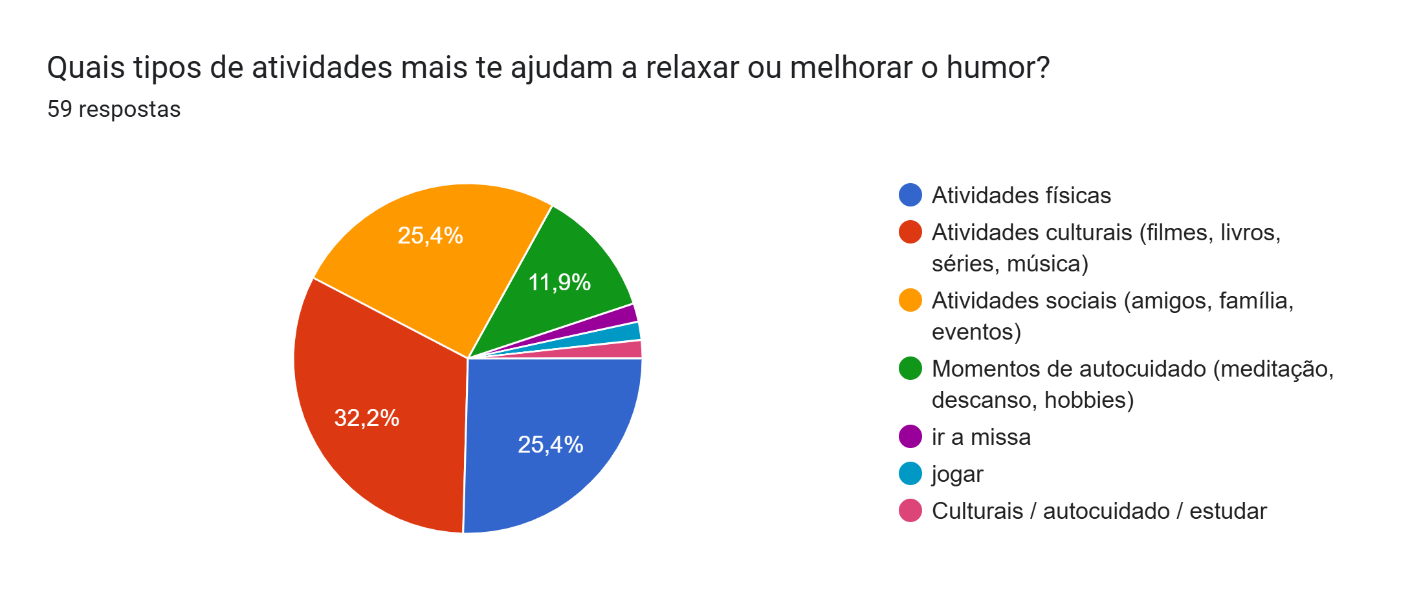 Quais tipos de atividades mais te ajudam a relaxar ou melhorar o humor?
59 respostas
25,4%
11,9%
32,2%
25,4%
Atividades físicas
Atividades culturais (filmes, livros,
séries, música)
Atividades sociais (amigos, família,
eventos)
Momentos de autocuidado (meditação,
descanso, hobbies)
ir a missa
jogar
Culturais / autocuidado / estudar